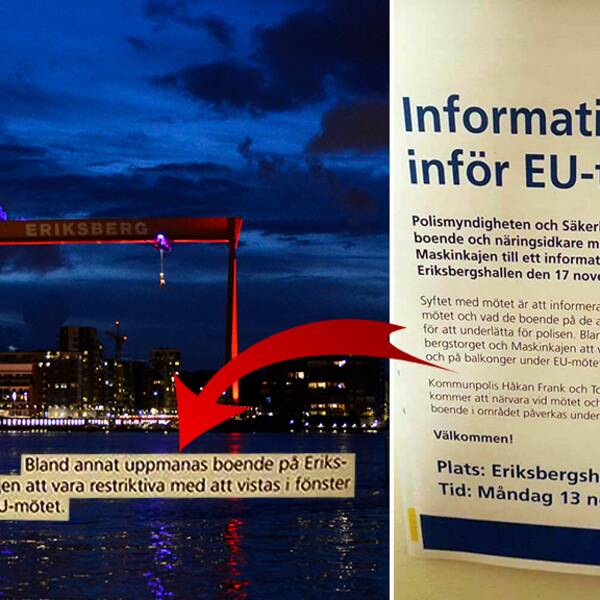 ERIKSBERG
Bland annat uppmanas boende på Eriks-
en att vara restriktiva med att vistas i fönster
U-mötet.
Informati
inför EU-t
Polismyndigheten och Säker
boende och näringsidkare m
Maskinkajen till ett informat
Eriksbergshallen den 17 nove
Syftet med mötet är att informera
mötet och vad de boende på de a
för att underlätta för polisen. Blan
bergstorget och Maskinkajen att v
och på balkonger under EU-möte
Kommunpolis Håkan Frank och To
kommer att närvara vid mötet och
boende i området påverkas under
Välkommen!
Plats: Eriksbergsh
Tid: Måndag 13 n